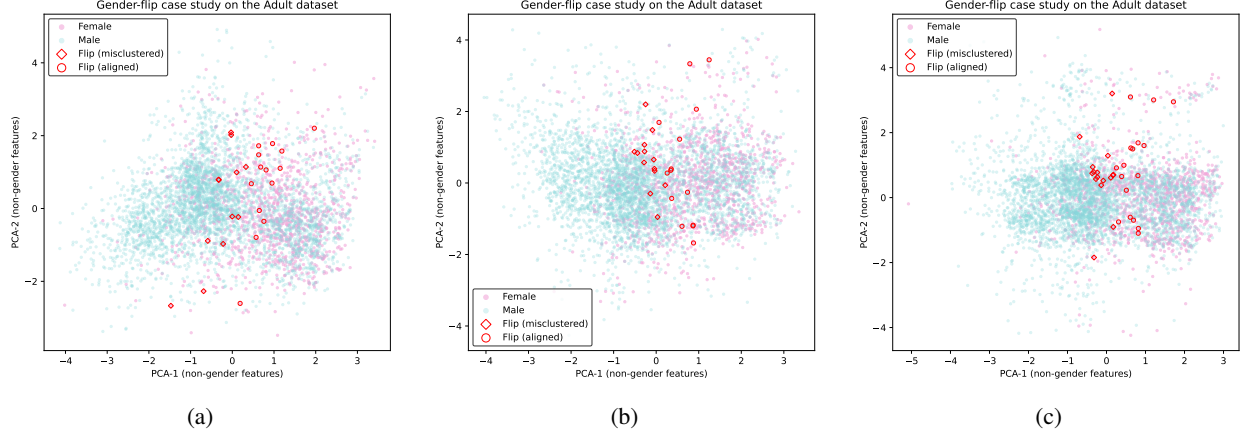 Gender-flip case study on the Adult dataset
Female
Male
Flip (misclustered)
Flip (aligned)
4
2
0
−2
PCA-2 (non-gender features)
−4
−3
−2
−1
0
1
2
3
PCA-1 (non-gender features)
(a)
Gender-flip case study on the Adult dataset
4
2
0
−2
−4
PCA-2 (non-gender features)
Female
Male
Flip (misclustered)
Flip (aligned)
−4
−3
−2
−1
0
1
2
3
PCA-1 (non-gender features)
(b)
Gender-flip case study on the Adult dataset
Female
Male
Flip (misclustered)
Flip (aligned)
4
2
0
−2
−4
PCA-2 (non-gender features)
−5
−4
−3
−2
−1
0
1
2
3
PCA-1 (non-gender features)
(c)